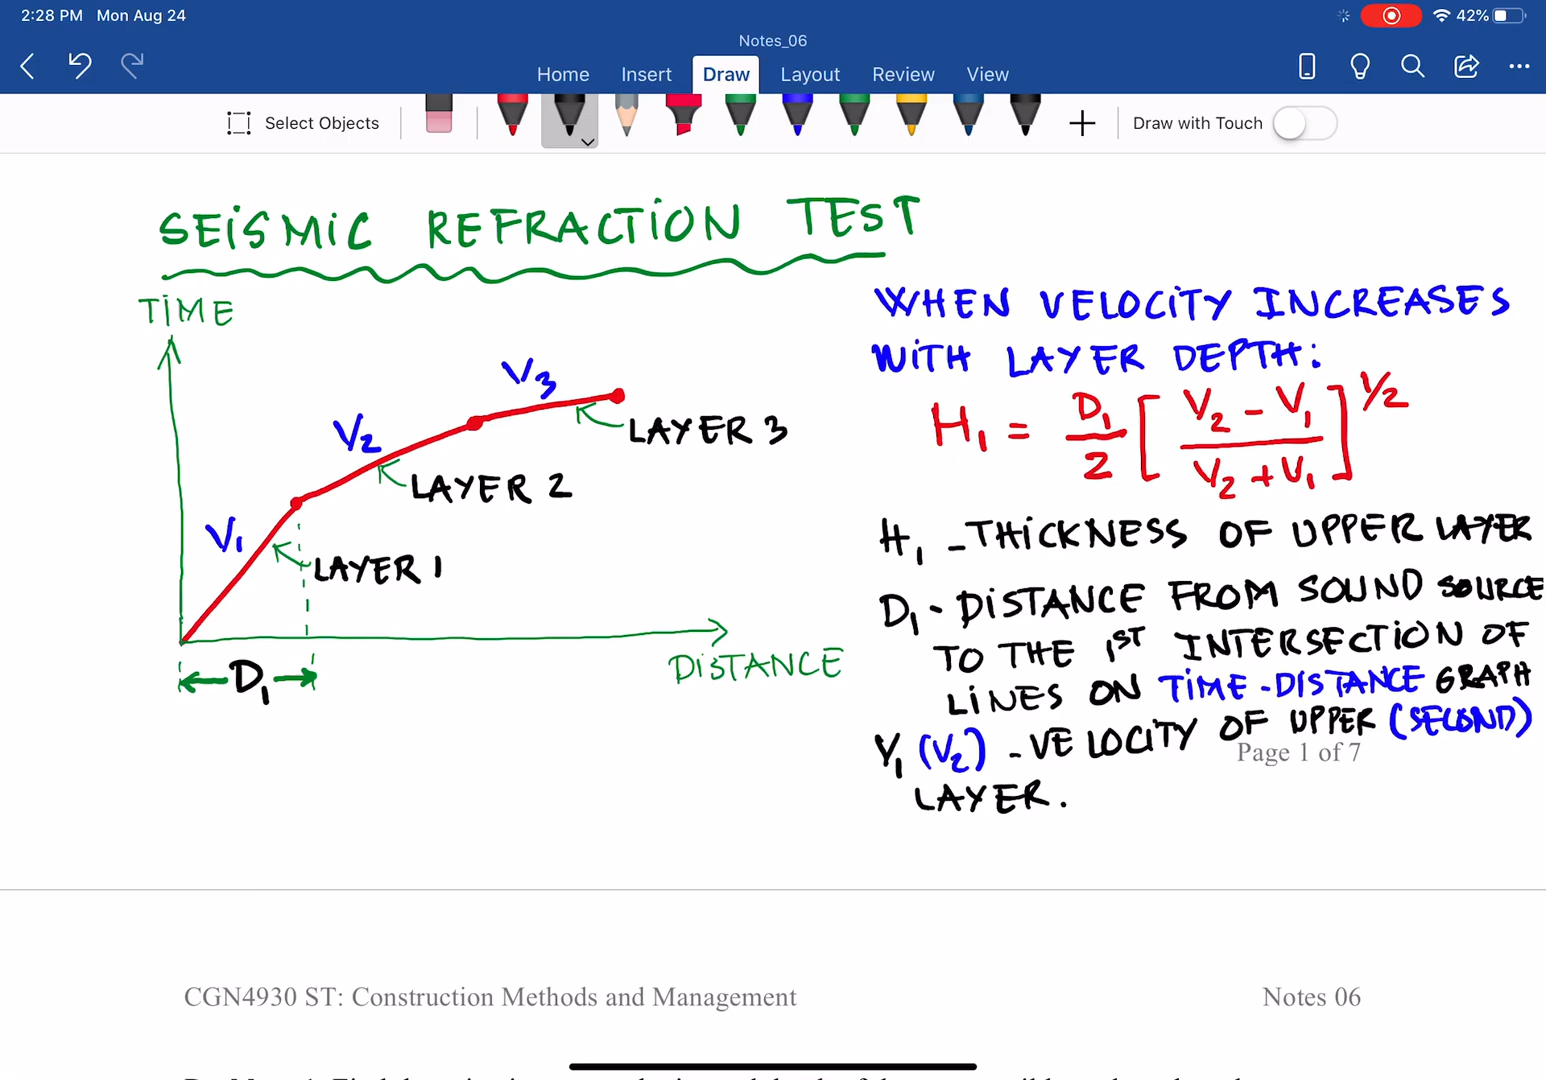 2:28 PM Mon Aug 24
42%
Notes_06
Home Insert Draw Layout Review View
Select Objects
Draw with Touch
SEiSMiC REFRACTiON TEST
TiME
V1
V2
V3
LAYER 1
LAYER 2
LAYER 3
D1
DiSTANCE
WHEN VELOCiTY INCREASES
WiTH LAYER DEPTH:
H1 = D1/2 [ (V2 - V1)/(V2 + V1) ]^1/2
H1 - THiCKNESS OF UPPER LAYER
D1 - DiSTANCE FROM SOUND SOURCE
TO THE 1ST INTERSECTiON OF
LiNES ON TiME-DISTANCE GRAPH
V1 (V2) - VELOCiTY OF UPPER (SECOND)
LAYER.
Page 1 of 7
CGN4930 ST: Construction Methods and Management
Notes 06